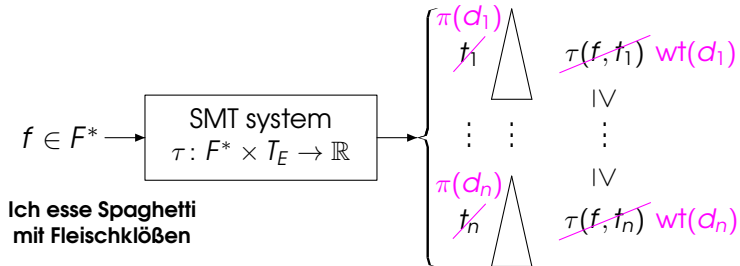 f ∈ F*
Ich esse Spaghetti
mit Fleischklößen
SMT system
τ: F* × T_E → ℝ
π(d_1)
t_1 τ(f, t_1) wt(d_1)
≥
⋮ ⋮ ⋮
≥
π(d_n)
t_n τ(f, t_n) wt(d_n)